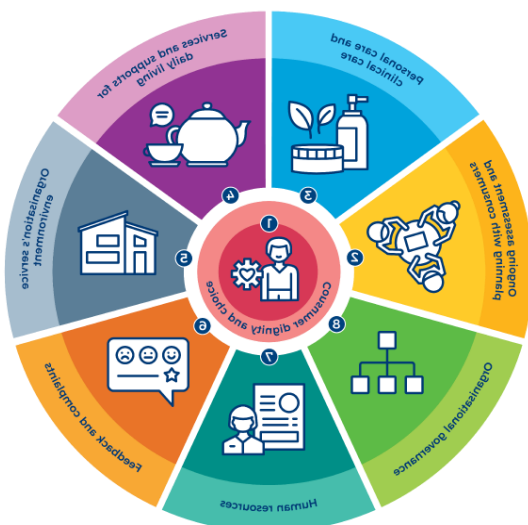 1
Consumer dignity and choice
2
Ongoing assessment and
planning with consumers
3
Personal care and
clinical care
4
Services and supports for
daily living
5
Organisation's service
environment
6
Feedback and complaints
7
Human resources
8
Organisational governance